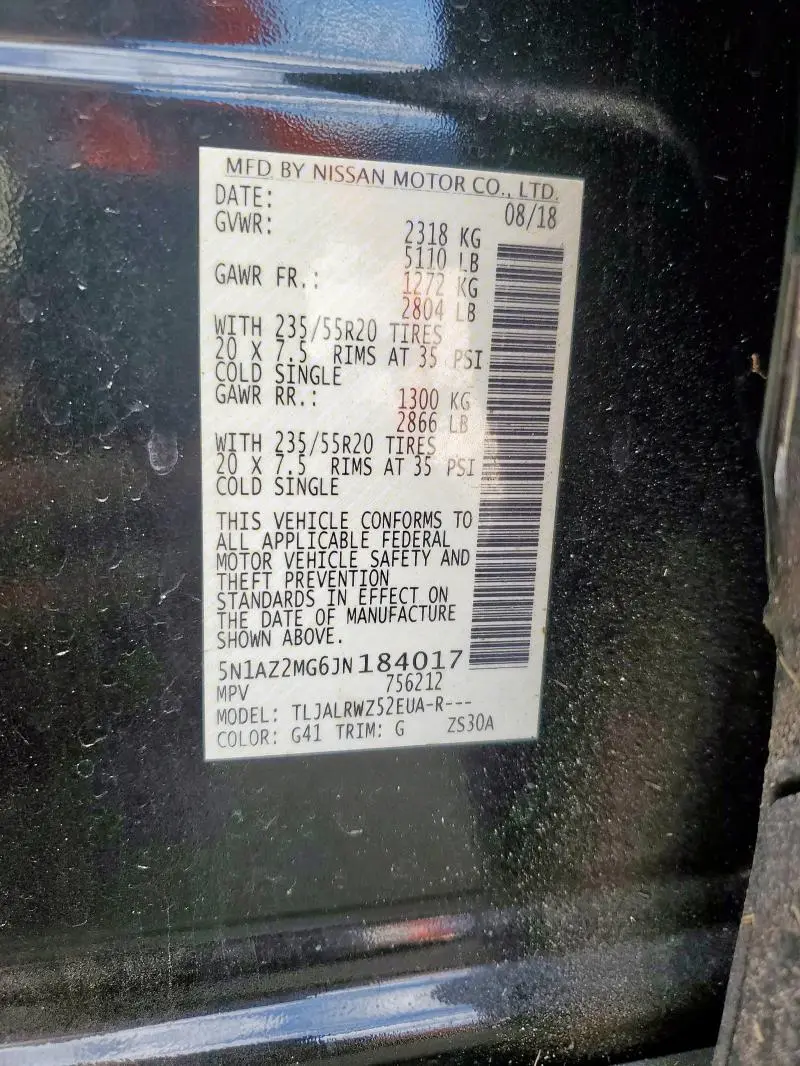 MFD BY NISSAN MOTOR CO., LTD.
DATE: 08/18
GVWR: 2318 KG
5110 LB
GAWR FR.: 1272 KG
2804 LB
WITH 235/55R20 TIRES
20 X 7.5 RIMS AT 35 PSI
COLD SINGLE
GAWR RR.: 1300 KG
2866 LB
WITH 235/55R20 TIRES
20 X 7.5 RIMS AT 35 PSI
COLD SINGLE
THIS VEHICLE CONFORMS TO
ALL APPLICABLE FEDERAL
MOTOR VEHICLE SAFETY AND
THEFT PREVENTION
STANDARDS IN EFFECT ON
THE DATE OF MANUFACTURE
SHOWN ABOVE.
5N1AZ2MG6JN184017
MPV 756212
MODEL: TLJALRWZ52EUA-R---
COLOR: G41 TRIM: G ZS30A